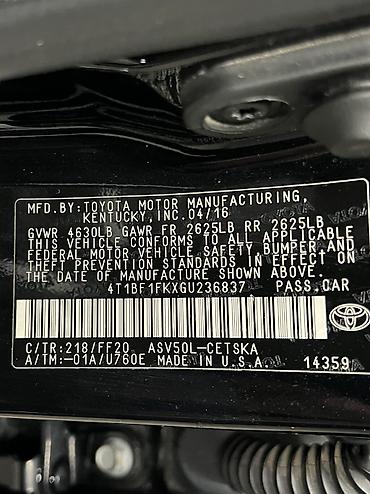 MFD.BY:TOYOTA MOTOR MANUFACTURING,
KENTUCKY,INC.04/16
GVWR 4630LB GAWR FR 2625LB RR 2625LB
THIS VEHICLE CONFORMS TO ALL APPLICABLE
FEDERAL MOTOR VEHICLE SAFETY,BUMPER,AND
THEFT PREVENTION STANDARDS IN EFFECT ON
THE DATE OF MANUFACTURE SHOWN ABOVE.
4T1BF1FKXGU236837 PASS.CAR
C/TR:218/FF20 ASV50L-CETSKA
A/TM:-01A/U760E MADE IN U.S.A. 14359